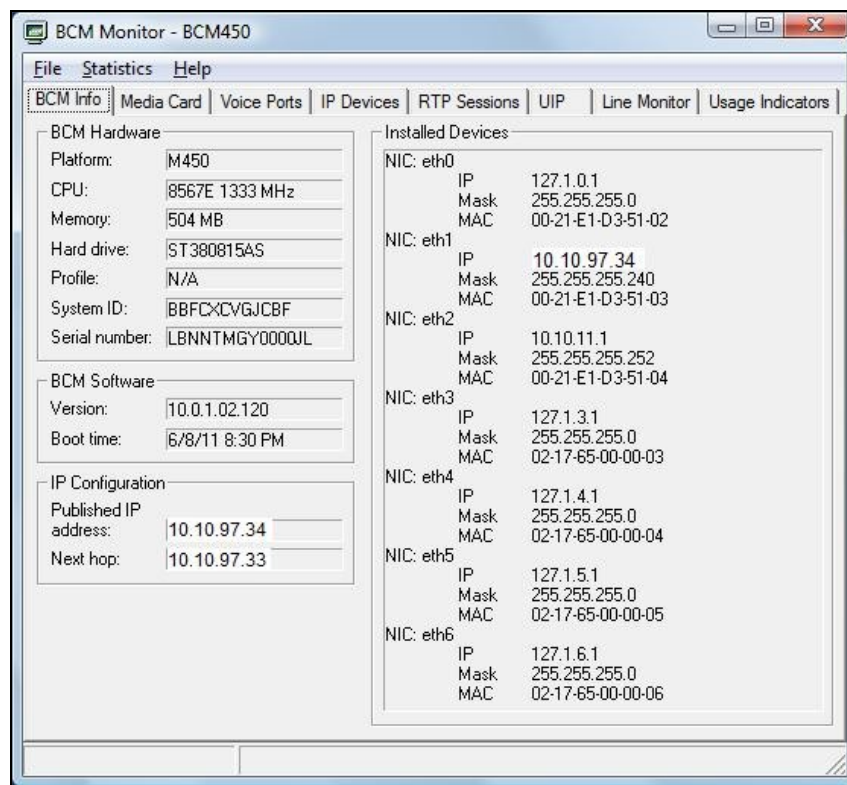 BCM Monitor - BCM450
File Statistics Help
BCM Info Media Card Voice Ports IP Devices RTP Sessions UIP Line Monitor Usage Indicators
BCM Hardware
Platform: M450
CPU: 8567E 1333 MHz
Memory: 504 MB
Hard drive: ST380815AS
Profile: N/A
System ID: BBFCXCVGJCBF
Serial number: LBNNTMGY0000JL
BCM Software
Version: 10.0.1.02.120
Boot time: 6/8/11 8:30 PM
IP Configuration
Published IP
address: 10.10.97.34
Next hop: 10.10.97.33
Installed Devices
NIC: eth0
IP 127.1.0.1
Mask 255.255.255.0
MAC 00-21-E1-D3-51-02
NIC: eth1
IP 10.10.97.34
Mask 255.255.255.240
MAC 00-21-E1-D3-51-03
NIC: eth2
IP 10.10.11.1
Mask 255.255.255.252
MAC 00-21-E1-D3-51-04
NIC: eth3
IP 127.1.3.1
Mask 255.255.255.0
MAC 02-17-65-00-00-03
NIC: eth4
IP 127.1.4.1
Mask 255.255.255.0
MAC 02-17-65-00-00-04
NIC: eth5
IP 127.1.5.1
Mask 255.255.255.0
MAC 02-17-65-00-00-05
NIC: eth6
IP 127.1.6.1
Mask 255.255.255.0
MAC 02-17-65-00-00-06